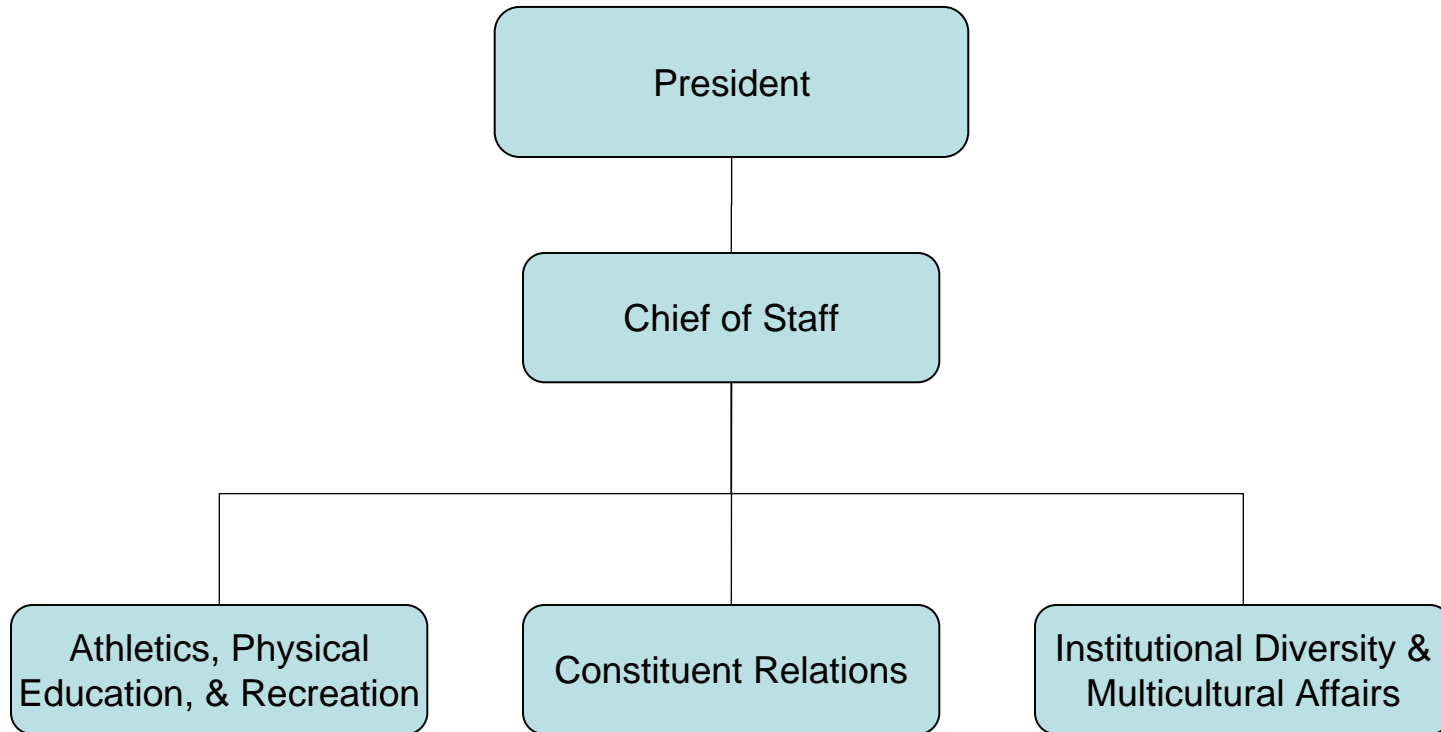 President
Chief of Staff
Athletics, Physical
Education, & Recreation
Constituent Relations
Institutional Diversity &
Multicultural Affairs